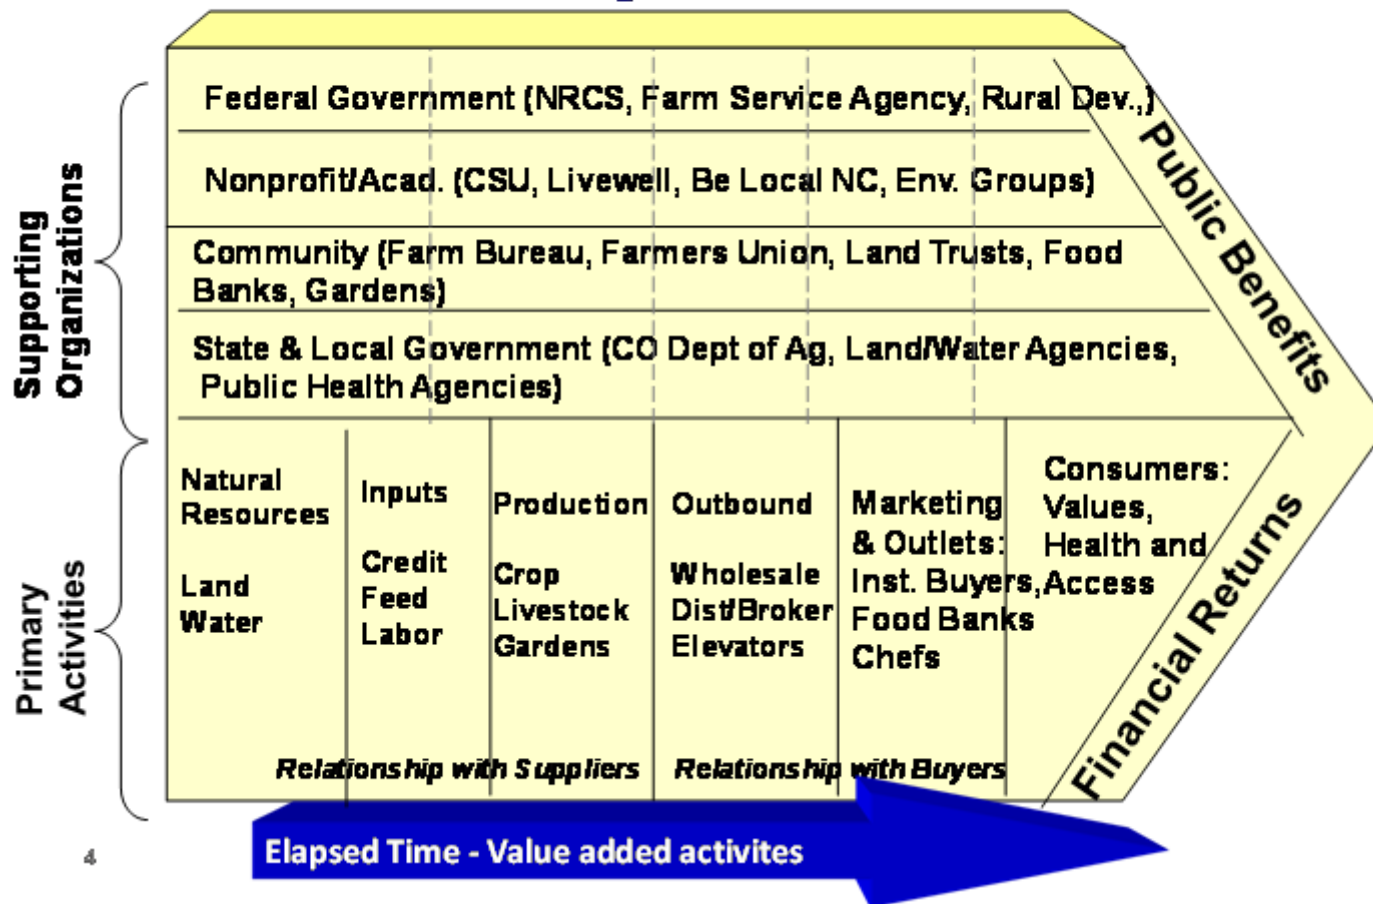 Federal Government (NRCS, Farm Service Agency, Rural Dev.,)
Nonprofit/Acad. (CSU, Livewell, Be Local NC, Env. Groups)
Community (Farm Bureau, Farmers Union, Land Trusts, Food
Banks, Gardens)
State & Local Government (CO Dept of Ag, Land/Water Agencies,
Public Health Agencies)
Supporting
Organizations
Public Benefits
Primary
Activities
Natural
Resources
Land
Water
Inputs
Credit
Feed
Labor
Production
Crop
Livestock
Gardens
Outbound
Wholesale
Dist/Broker
Elevators
Marketing
& Outlets:
Inst. Buyers,
Food Banks
Chefs
Consumers:
Values,
Health and
Access
Financial Returns
Relationship with Suppliers
Relationship with Buyers
Elapsed Time - Value added activites
4